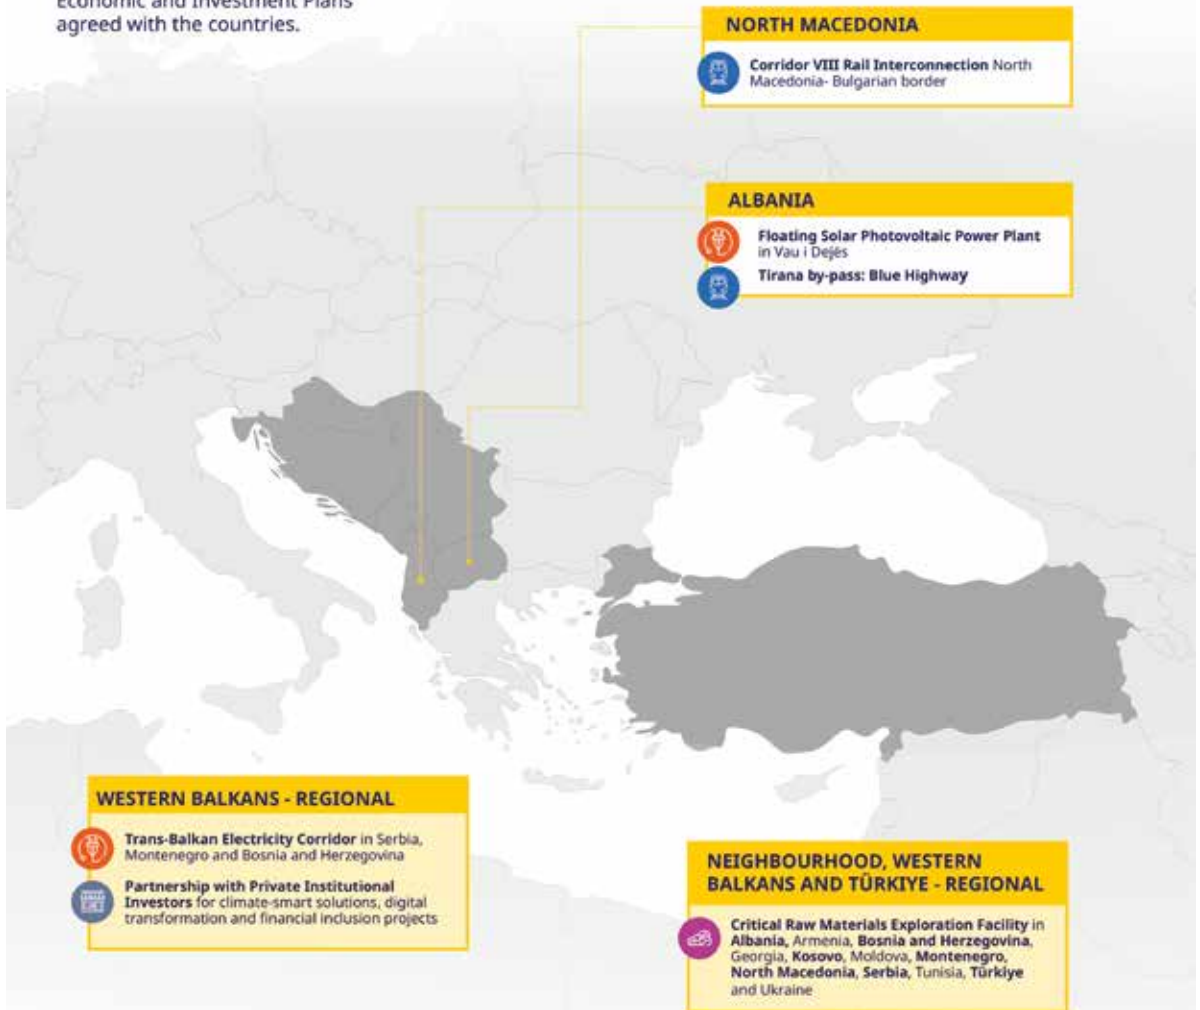 Economic and Investment Plans
agreed with the countries.
NORTH MACEDONIA
Corridor VIII Rail Interconnection North
Macedonia- Bulgarian border
ALBANIA
Floating Solar Photovoltaic Power Plant
in Vau i Dejës
Tirana by-pass: Blue Highway
WESTERN BALKANS - REGIONAL
Trans-Balkan Electricity Corridor in Serbia,
Montenegro and Bosnia and Herzegovina
Partnership with Private Institutional
Investors for climate-smart solutions, digital
transformation and financial inclusion projects
NEIGHBOURHOOD, WESTERN
BALKANS AND TÜRKIYE - REGIONAL
Critical Raw Materials Exploration Facility in
Albania, Armenia, Bosnia and Herzegovina,
Georgia, Kosovo, Moldova, Montenegro,
North Macedonia, Serbia, Tunisia, Türkiye
and Ukraine